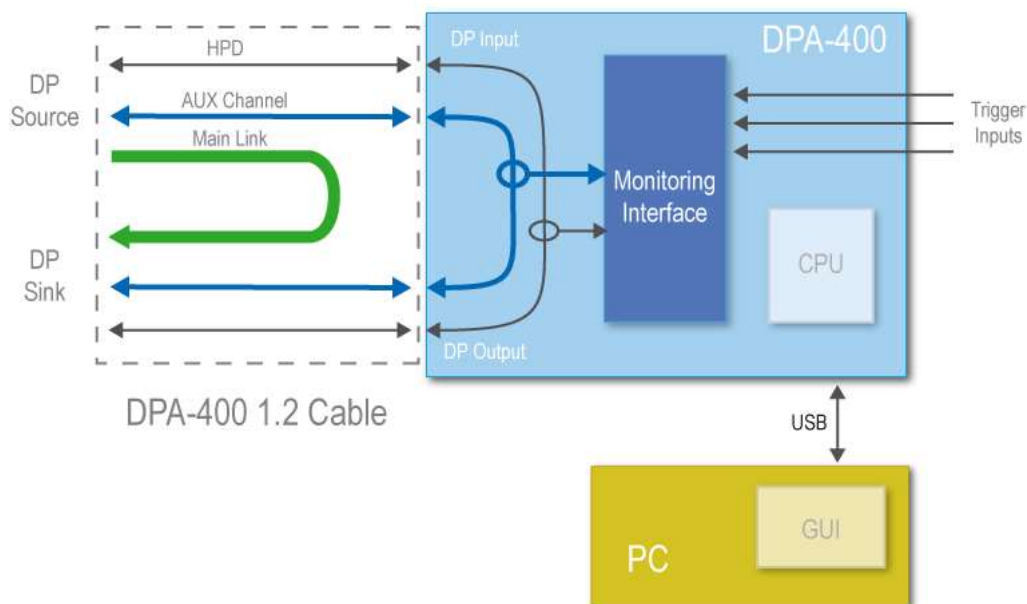 DPA-400
DP Input
HPD
DP
Source
AUX Channel
Main Link
Trigger
Inputs
Monitoring
Interface
CPU
DP
Sink
DP Output
DPA-400 1.2 Cable
USB
GUI
PC